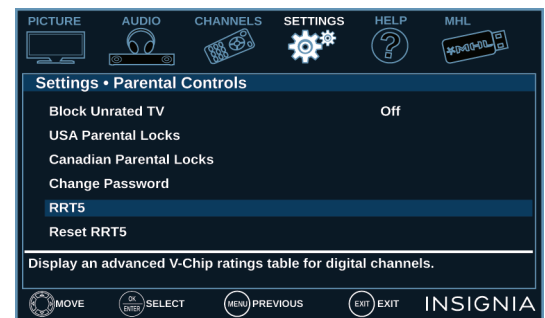 PICTURE AUDIO CHANNELS SETTINGS HELP MHL
MHL
Settings • Parental Controls
Block Unrated TV Off
USA Parental Locks
Canadian Parental Locks
Change Password
RRT5
Reset RRT5
Display an advanced V-Chip ratings table for digital channels.
MOVE OK ENTER SELECT MENU PREVIOUS EXIT EXIT INSIGNIA